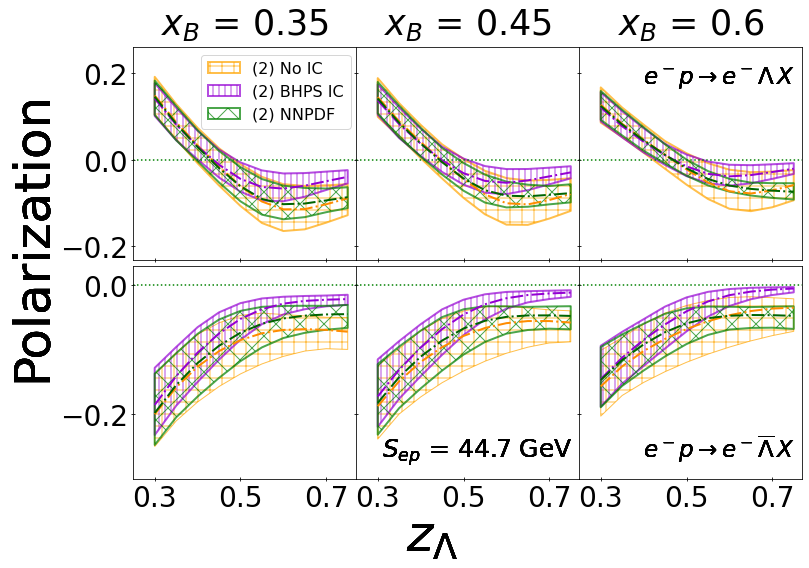 x_B = 0.35 x_B = 0.45 x_B = 0.6
(2) No IC
(2) BHPS IC
(2) NNPDF
e⁻p → e⁻ΛX
Polarization
0.2
0.0
−0.2
0.0
−0.2
S_ep = 44.7 GeV
e⁻p → e⁻Λ̅X
0.3 0.5 0.7 0.3 0.5 0.7 0.3 0.5 0.7
z_Λ